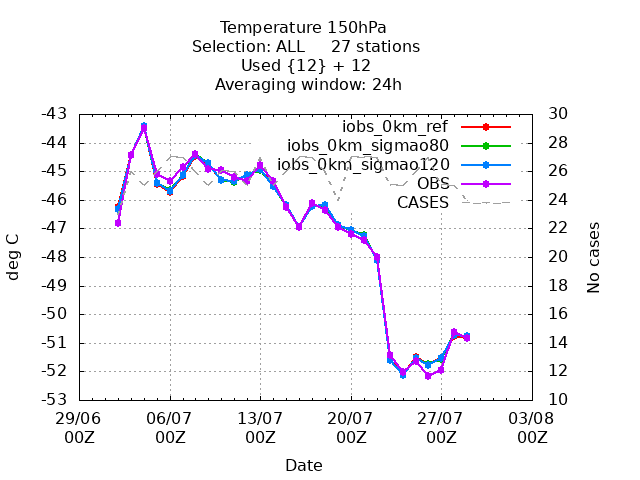 Temperature 150hPa
Selection: ALL 27 stations
Used {12} + 12
Averaging window: 24h
-43 30
iobs_0km_ref
-44 28
iobs_0km_sigmao80
-45 26
iobs_0km_sigmao120
OBS
-46 24
CASES
-47 22
-48 20
-49 18
-50 16
-51 14
-52 12
-53 10
29/06 06/07 13/07 20/07 27/07 03/08
00Z 00Z 00Z 00Z 00Z 00Z
Date
deg C
No cases